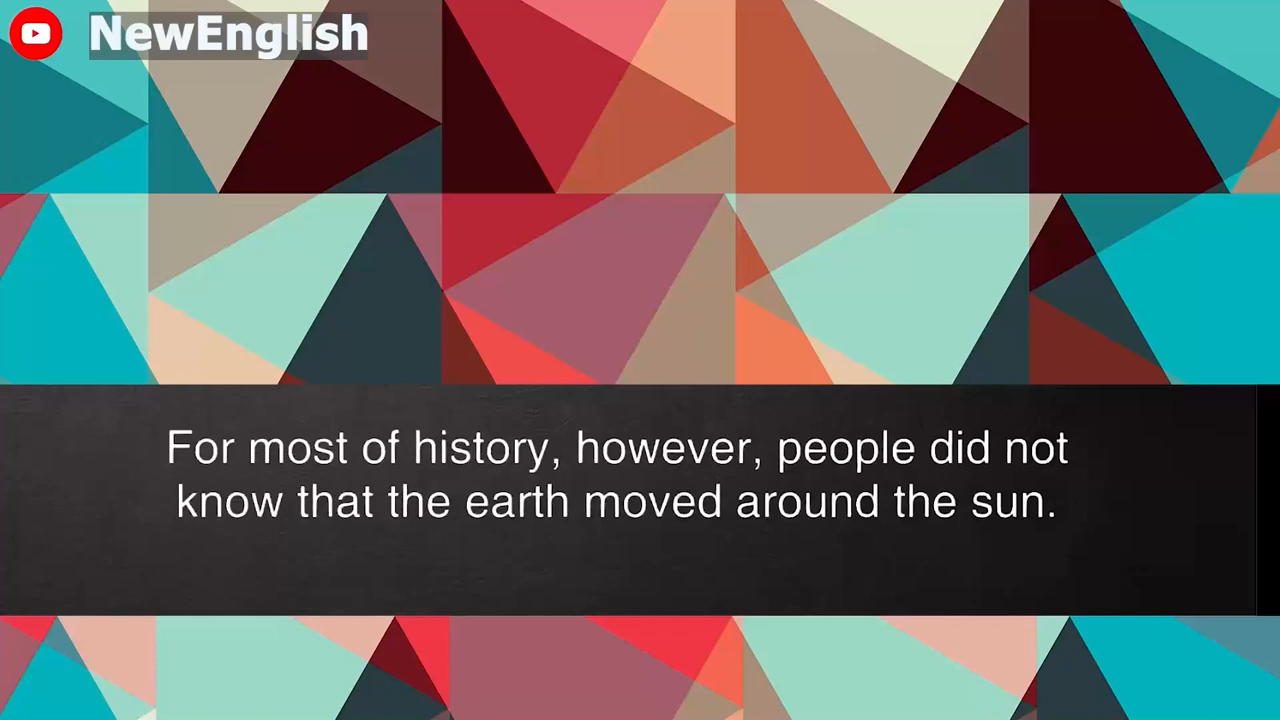 NewEnglish
For most of history, however, people did not
know that the earth moved around the sun.